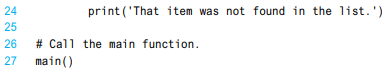 24 print('That item was not found in the list.')
25
26 # Call the main function.
27 main()